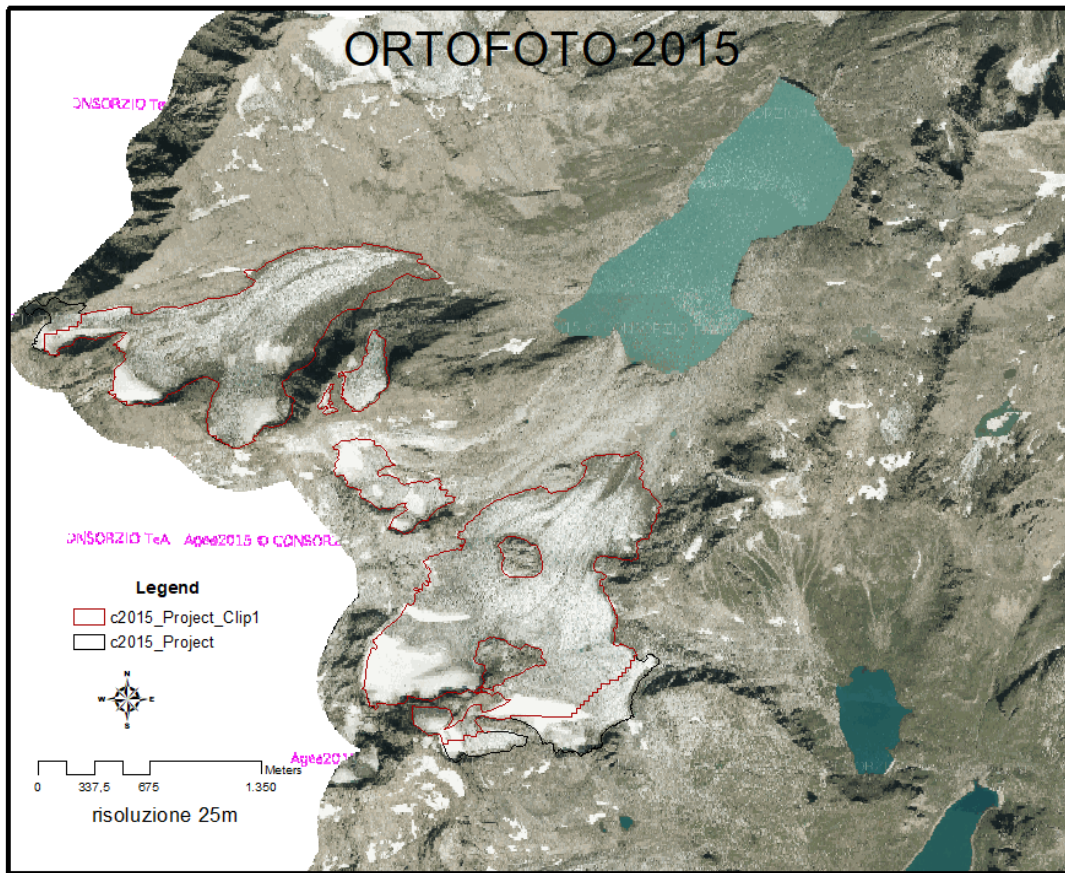 ORTOFOTO 2015
ONSORZIO Te
ONSORZIO TeA Agea2015 © CONSORZ
Legend
c2015_Project_Clip1
c2015_Project
N
W E
S
Agea201
Meters
0 337,5 675 1.350
risoluzione 25m